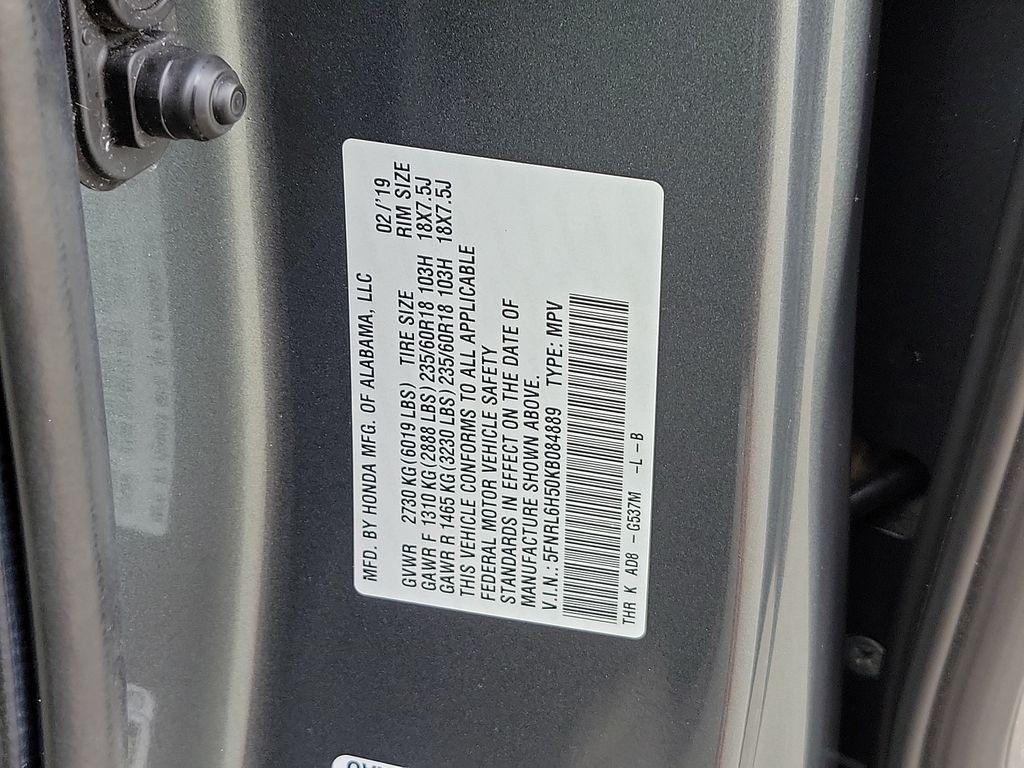 MFD. BY HONDA MFG. OF ALABAMA, LLC 02/'19
GVWR 2730 KG (6019 LBS) TIRE SIZE RIM SIZE
GAWR F 1310 KG (2888 LBS) 235/60R18 103H 18X7.5J
GAWR R 1465 KG (3230 LBS) 235/60R18 103H 18X7.5J
THIS VEHICLE CONFORMS TO ALL APPLICABLE
FEDERAL MOTOR VEHICLE SAFETY
STANDARDS IN EFFECT ON THE DATE OF
MANUFACTURE SHOWN ABOVE.
V.I.N.: 5FNRL6H50KB084889 TYPE: MPV
THR K AD8 -G537M -L -B